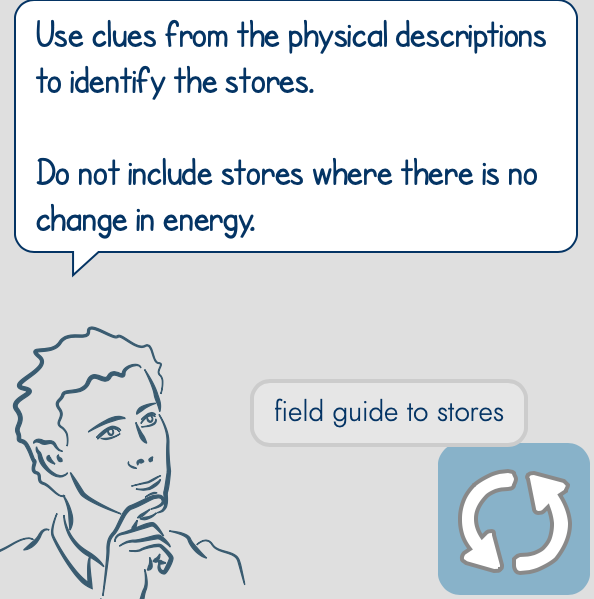 Use clues from the physical descriptions
to identify the stores.
Do not include stores where there is no
change in energy.
field guide to stores